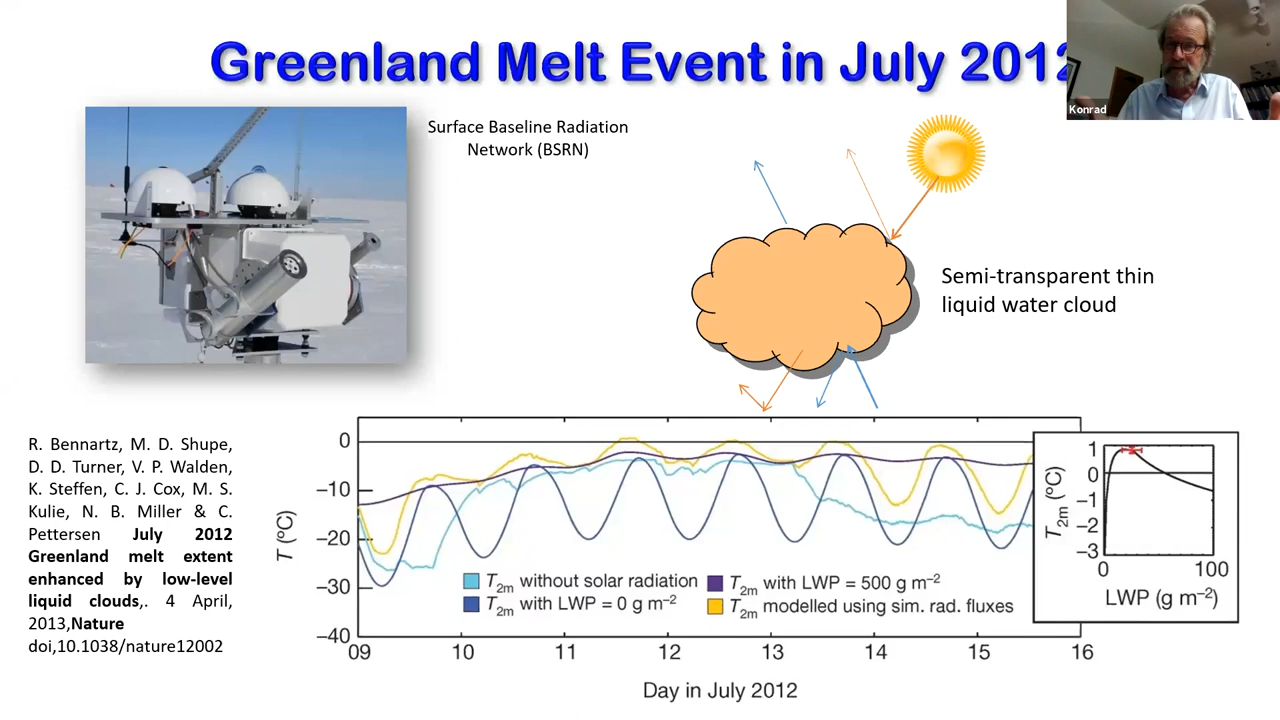 Greenland Melt Event in July 2012
Konrad
Surface Baseline Radiation
Network (BSRN)
Semi-transparent thin
liquid water cloud
R. Bennartz, M. D. Shupe,
D. D. Turner, V. P. Walden,
K. Steffen, C. J. Cox, M. S.
Kulie, N. B. Miller & C.
Pettersen July 2012
Greenland melt extent
enhanced by low-level
liquid clouds,. 4 April,
2013,Nature
doi,10.1038/nature12002
T (ºC)
0
−10
−20
−30
−40
T2m without solar radiation
T2m with LWP = 0 g m−2
T2m with LWP = 500 g m−2
T2m modelled using sim. rad. fluxes
09 10 11 12 13 14 15 16
Day in July 2012
T2m (ºC)
1
0
−1
−2
−3
0 100
LWP (g m−2)